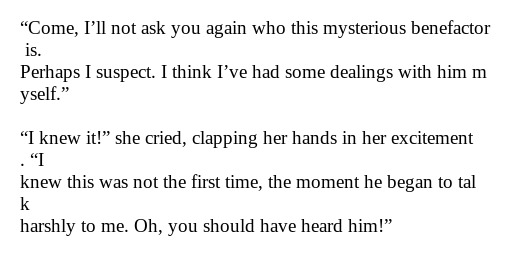 “Come, I’ll not ask you again who this mysterious benefactor
is.
Perhaps I suspect. I think I’ve had some dealings with him m
yself.”

“I knew it!” she cried, clapping her hands in her excitement
. “I
knew this was not the first time, the moment he began to tal
k
harshly to me. Oh, you should have heard him!”